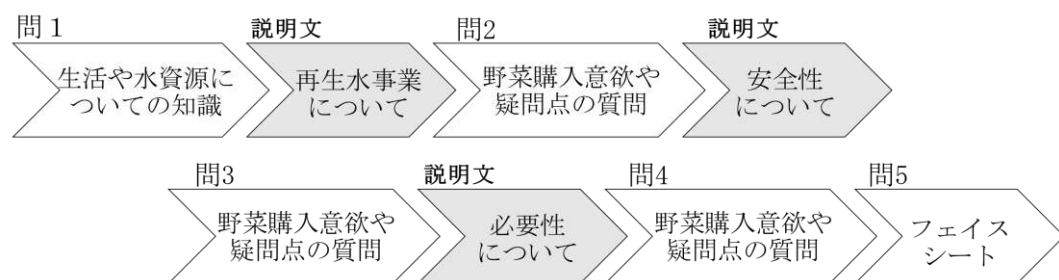 問1
生活や水資源に
ついての知識
説明文
再生水事業
について
問2
野菜購入意欲や
疑問点の質問
説明文
安全性
について
問3
野菜購入意欲や
疑問点の質問
説明文
必要性
について
問4
野菜購入意欲や
疑問点の質問
問5
フェイス
シート